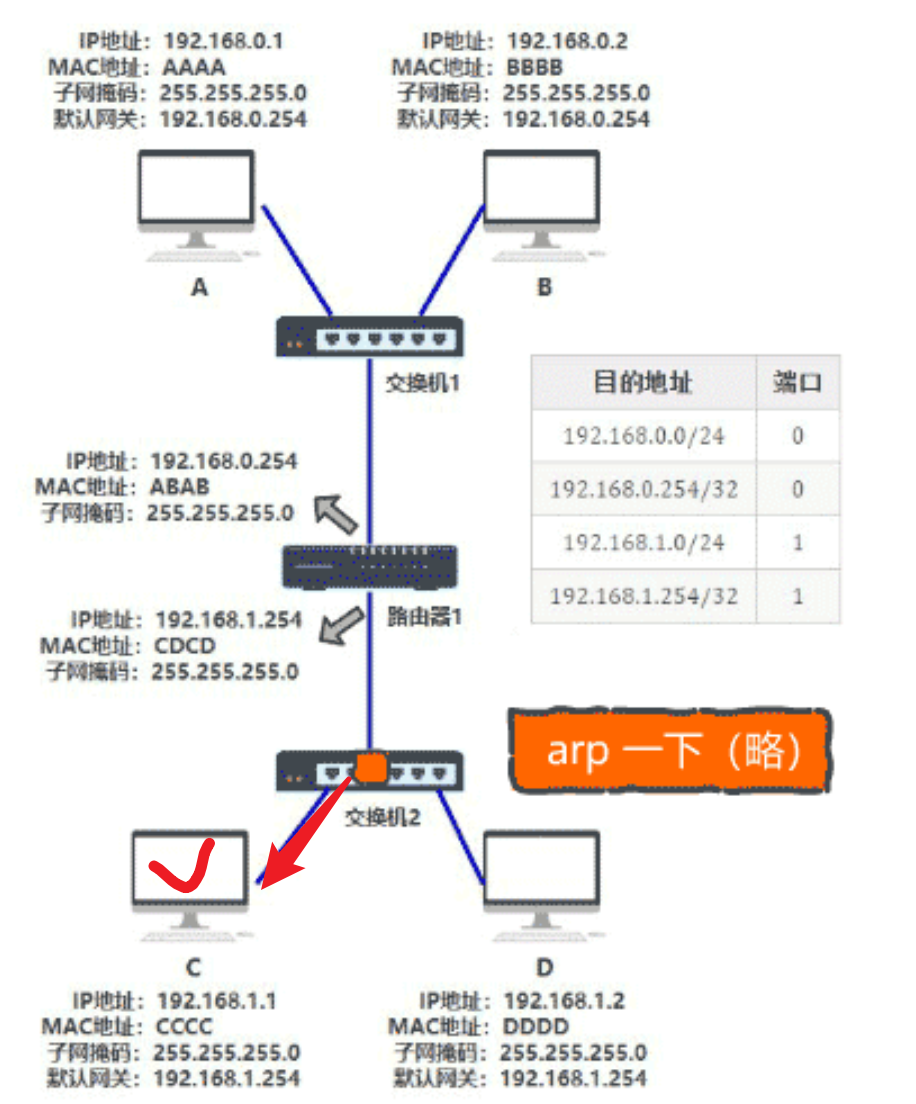 IP地址：192.168.0.1
MAC地址：AAAA
子网掩码：255.255.255.0
默认网关：192.168.0.254
IP地址：192.168.0.2
MAC地址：BBBB
子网掩码：255.255.255.0
默认网关：192.168.0.254
A
B
交换机1
目的地址 端口
192.168.0.0/24 0
192.168.0.254/32 0
192.168.1.0/24 1
192.168.1.254/32 1
IP地址：192.168.0.254
MAC地址：ABAB
子网掩码：255.255.255.0
路由器1
IP地址：192.168.1.254
MAC地址：CDCD
子网掩码：255.255.255.0
arp 一下（略）
交换机2
C
D
IP地址：192.168.1.1
MAC地址：CCCC
子网掩码：255.255.255.0
默认网关：192.168.1.254
IP地址：192.168.1.2
MAC地址：DDDD
子网掩码：255.255.255.0
默认网关：192.168.1.254